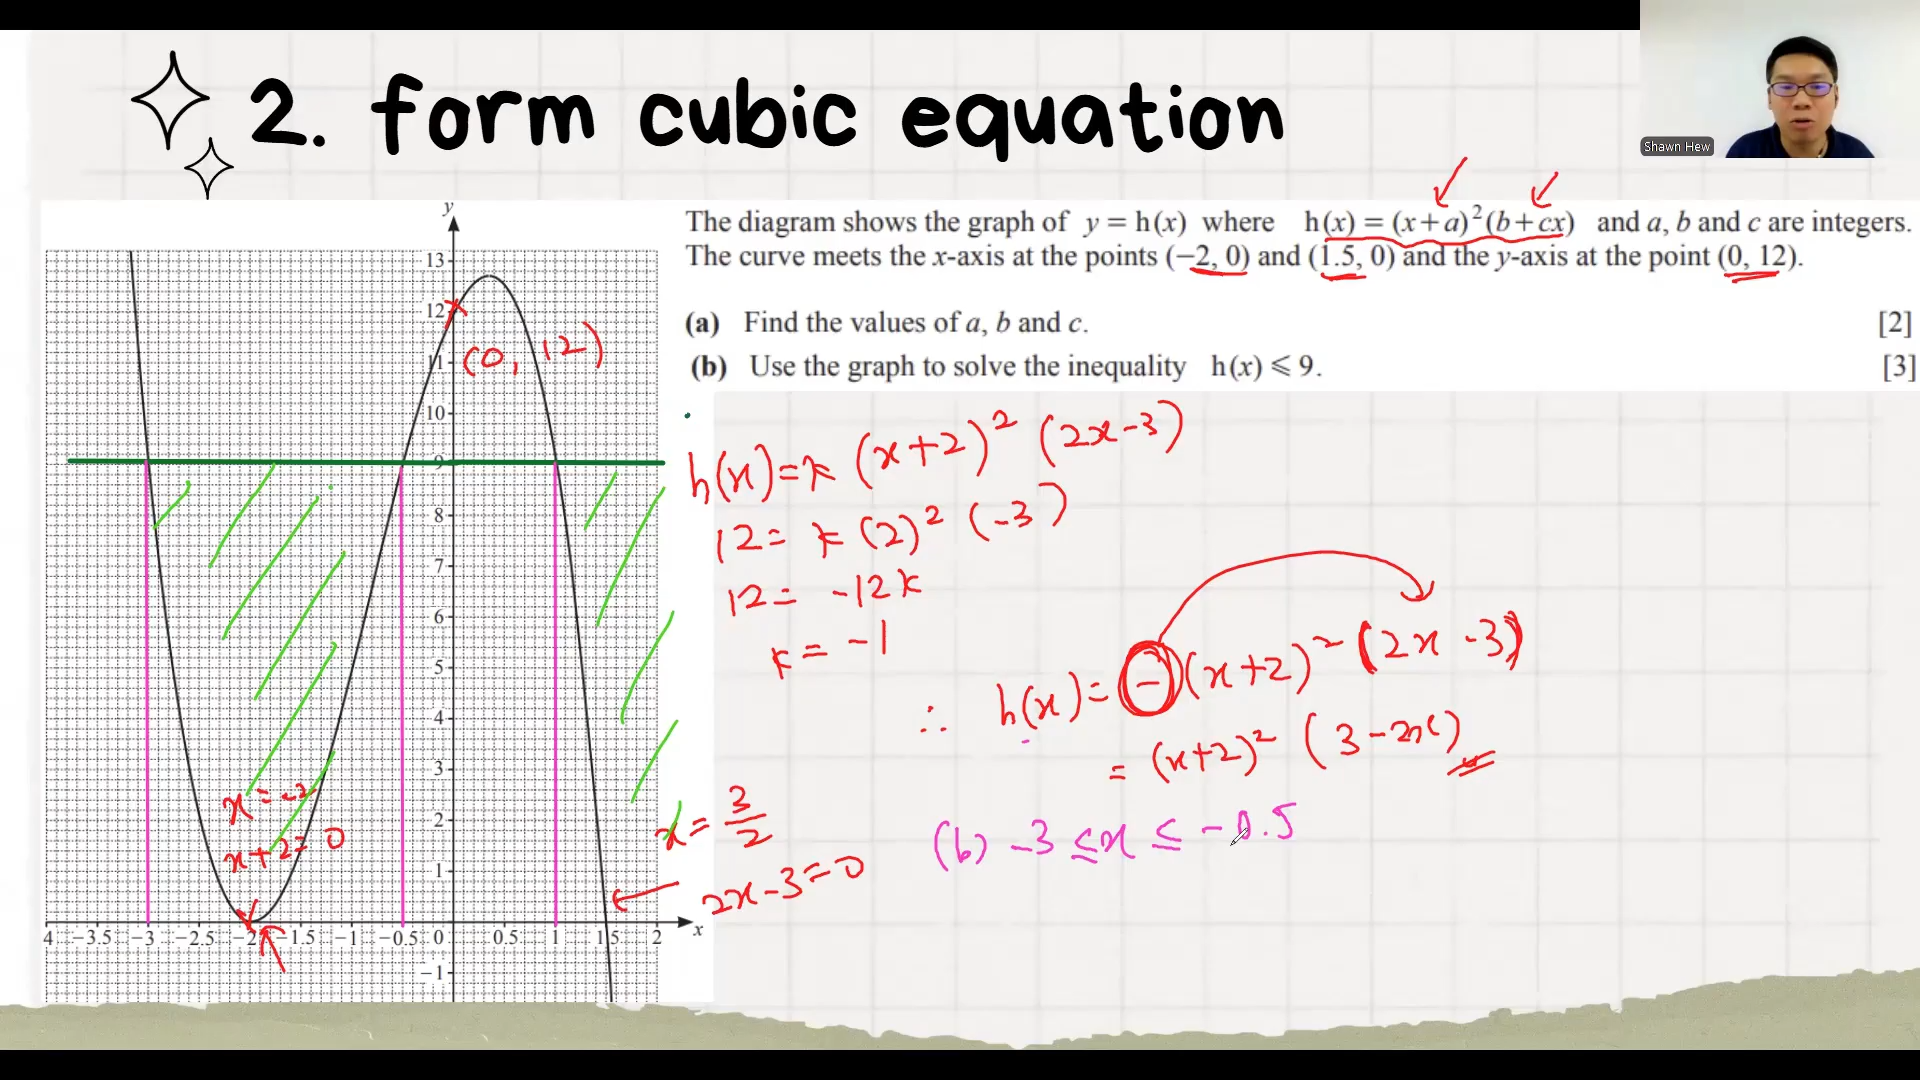 2. form cubic equation
Shawn Hew
The diagram shows the graph of y = h(x) where h(x) = (x+a)²(b+cx) and a, b and c are integers.
The curve meets the x-axis at the points (−2, 0) and (1.5, 0) and the y-axis at the point (0, 12).
(a) Find the values of a, b and c. [2]
(b) Use the graph to solve the inequality h(x) ⩽ 9. [3]
y
13
12
(0, 12)
11
10
9
8
7
6
5
4
3
2
1
4 −3.5 −3 −2.5 −2 −1.5 −1 −0.5 0 0.5 1 1.5 2 x
−1
x = -2
x+2=0
x = 3/2
2x-3=0
h(x)=k (x+2)² (2x-3)
12= k (2)² (-3)
12= -12k
k = -1
∴ h(x)= -(x+2)² (2x -3)
= (x+2)² (3-2x)
(b) -3 ≤ x ≤ -0.5